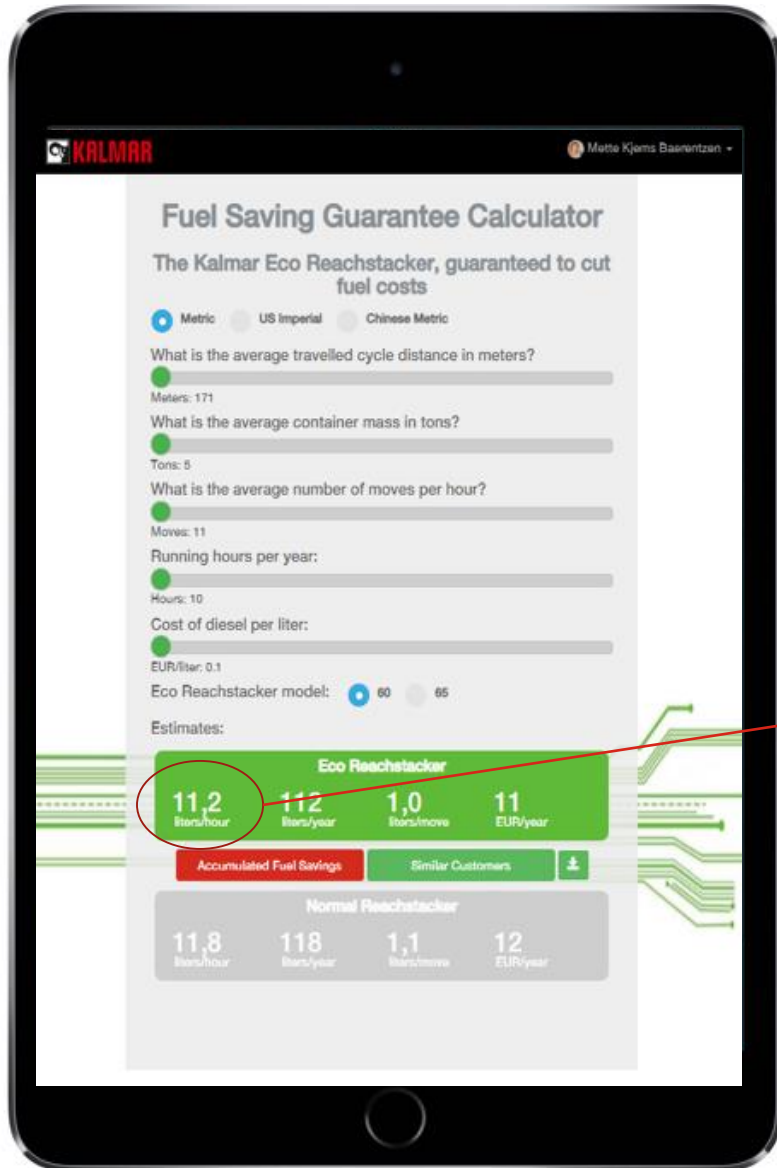 KALMAR
Mette Kjems Baerentzen
Fuel Saving Guarantee Calculator
The Kalmar Eco Reachstacker, guaranteed to cut
fuel costs
Metric US Imperial Chinese Metric
What is the average travelled cycle distance in meters?
Meters: 171
What is the average container mass in tons?
Tons: 5
What is the average number of moves per hour?
Moves: 11
Running hours per year:
Hours: 10
Cost of diesel per liter:
EUR/liter: 0.1
Eco Reachstacker model: 60 65
Estimates:
Eco Reachstacker
11,2 112 1,0 11
liters/hour liters/year liters/move EUR/year
Accumulated Fuel Savings Similar Customers
Normal Reachstacker
11,8 118 1,1 12
liters/hour liters/year liters/move EUR/year